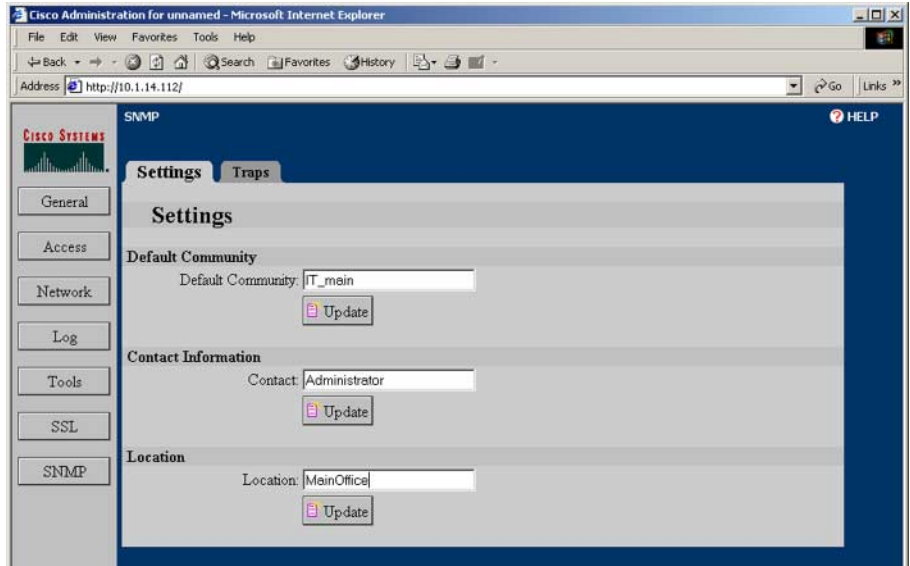 Cisco Administration for unnamed - Microsoft Internet Explorer
File Edit View Favorites Tools Help
Back Search Favorites History
Address http://10.1.14.112/ Go Links »
SNMP HELP
CISCO SYSTEMS
Settings Traps
General
Settings
Access
Default Community
Default Community: IT_main
Network
Update
Log
Contact Information
Tools
Contact: Administrator
Update
SSL
Location
SNMP
Location: MainOffice
Update